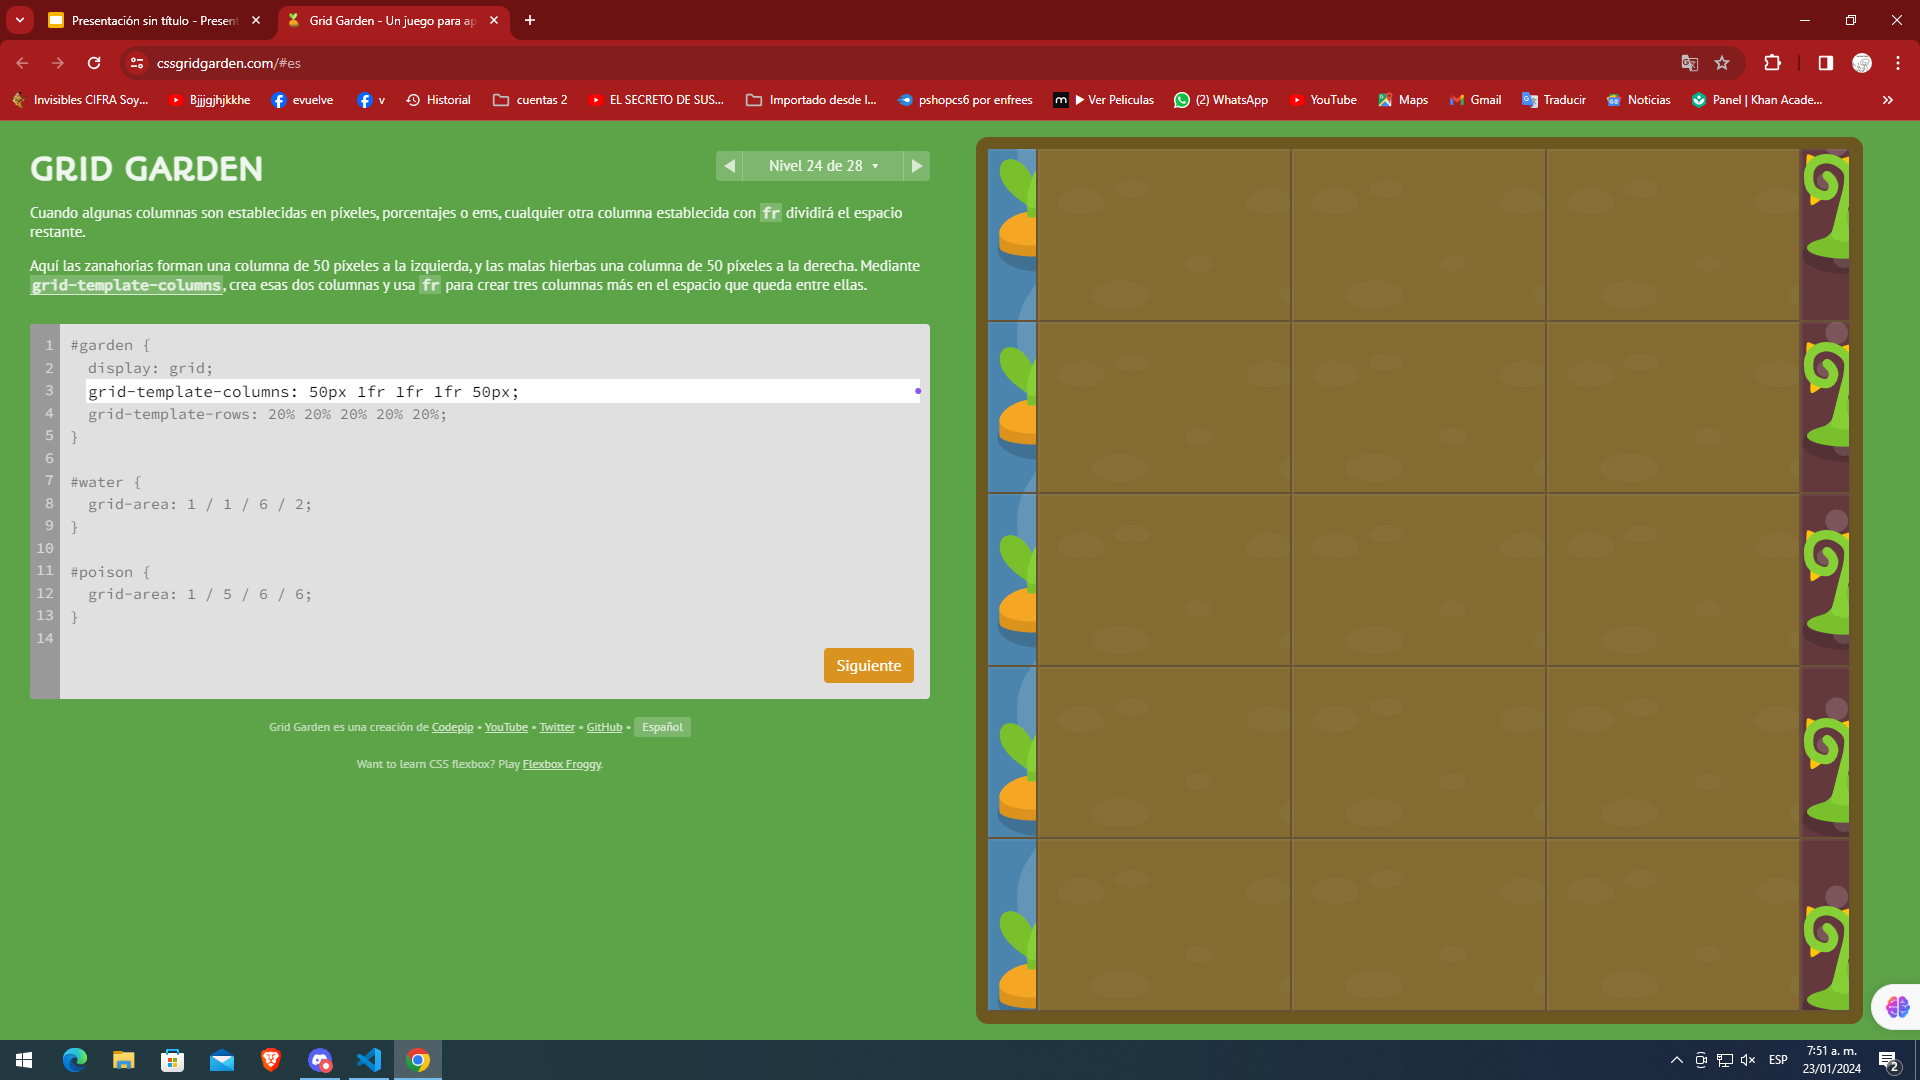 Presentación sin título - Present
Grid Garden - Un juego para ap
cssgridgarden.com/#es
Invisibles CIFRA Soy...
Bjjjgjhjkkhe
evuelve
v
Historial
cuentas 2
EL SECRETO DE SUS...
Importado desde I...
pshopcs6 por enfrees
m
▶ Ver Peliculas
(2) WhatsApp
YouTube
Maps
Gmail
Traducir
Noticias
Panel | Khan Acade...
»
GRID GARDEN
Nivel 24 de 28
Cuando algunas columnas son establecidas en píxeles, porcentajes o ems, cualquier otra columna establecida con fr dividirá el espacio
restante.
Aquí las zanahorias forman una columna de 50 píxeles a la izquierda, y las malas hierbas una columna de 50 píxeles a la derecha. Mediante
grid-template-columns, crea esas dos columnas y usa fr para crear tres columnas más en el espacio que queda entre ellas.
1 #garden {
2 display: grid;
3 grid-template-columns: 50px 1fr 1fr 1fr 50px;
4 grid-template-rows: 20% 20% 20% 20% 20%;
5 }
6
7 #water {
8 grid-area: 1 / 1 / 6 / 2;
9 }
10
11 #poison {
12 grid-area: 1 / 5 / 6 / 6;
13 }
14
Siguiente
Grid Garden es una creación de Codepip • YouTube • Twitter • GitHub • Español
Want to learn CSS flexbox? Play Flexbox Froggy.
ESP
7:51 a. m.
23/01/2024
2